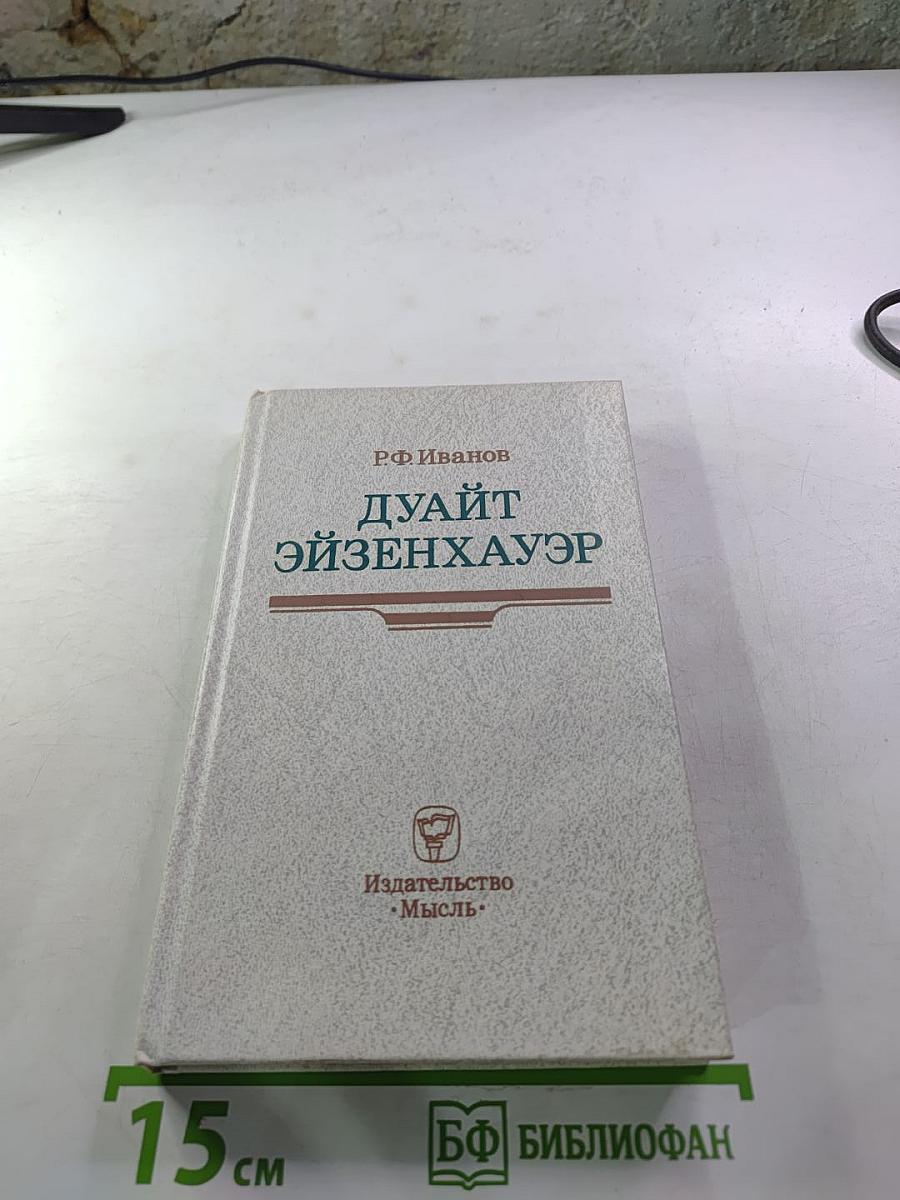 Р.Ф. Иванов
ДУАЙТ
ЭЙЗЕНХАУЭР
Издательство
·Мысль·
15 см
БФ БИБЛИОФАН